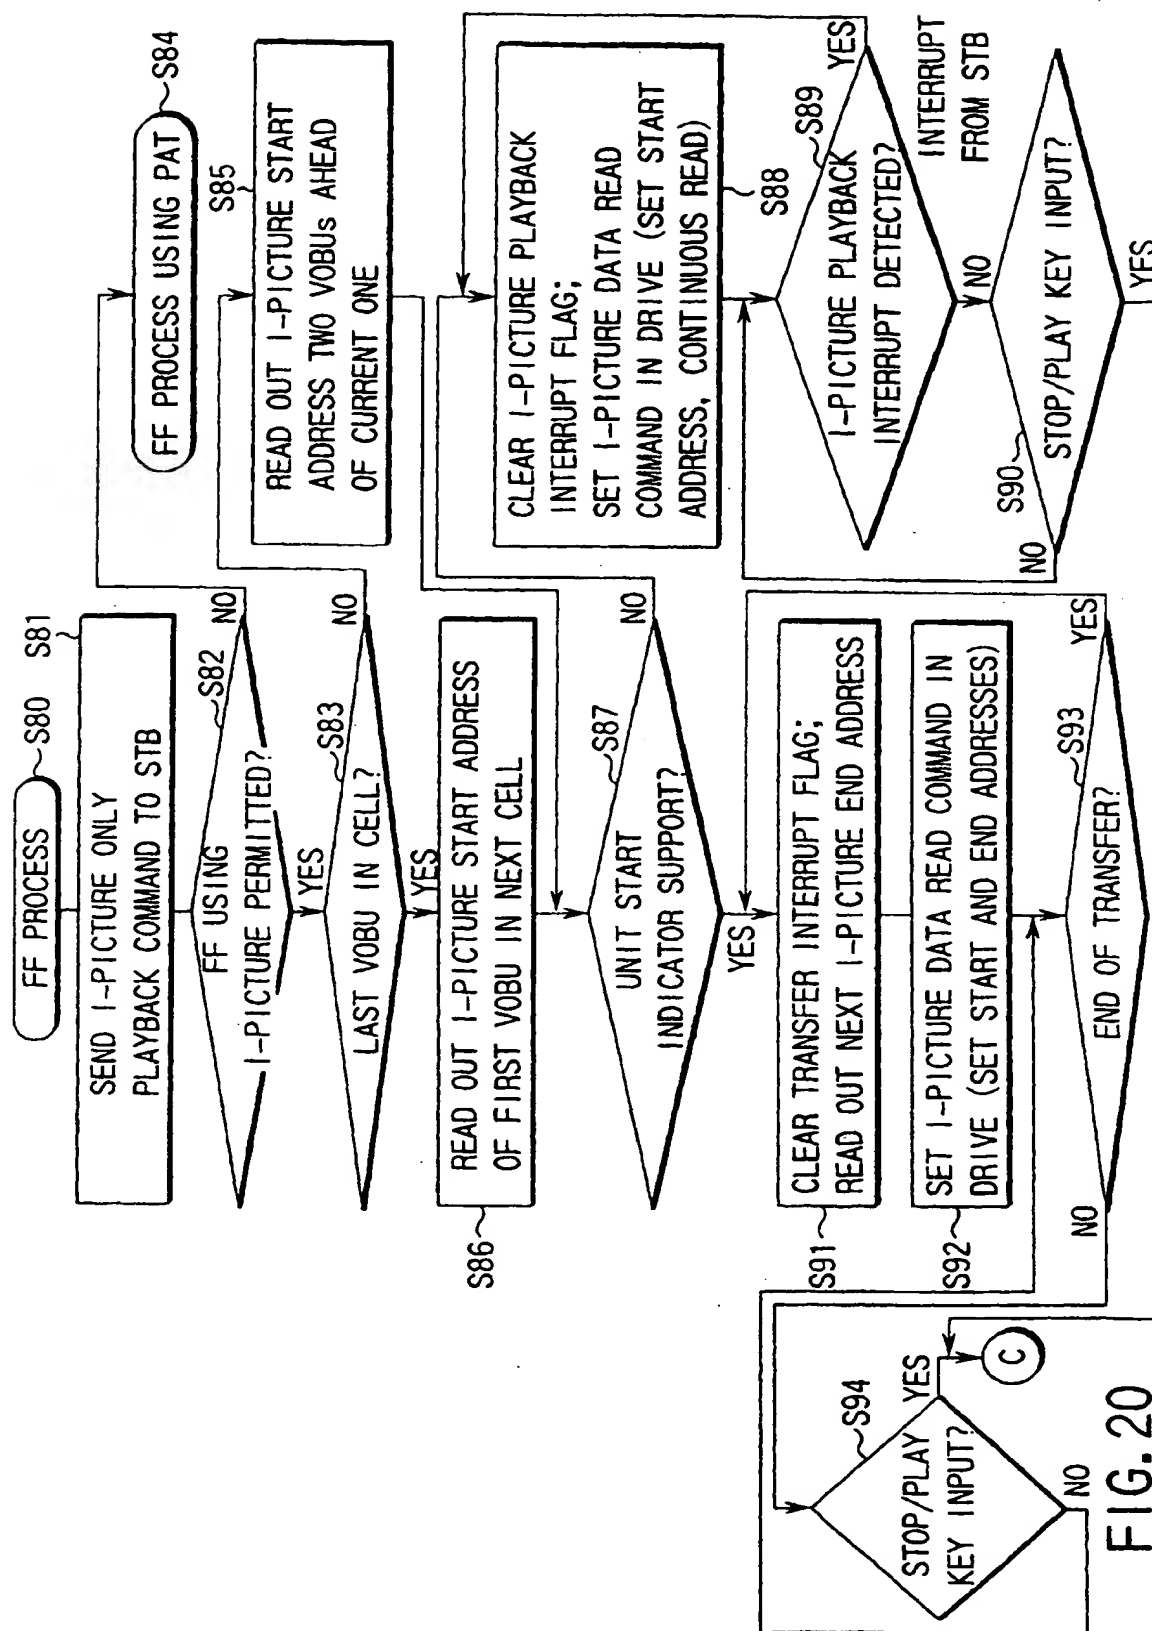 FF PROCESS
S80
SEND I-PICTURE ONLY
PLAYBACK COMMAND TO STB
S81
FF USING
I-PICTURE PERMITTED?
S82
NO
YES
FF PROCESS USING PAT
S84
LAST VOBU IN CELL?
S83
NO
YES
READ OUT I-PICTURE START
ADDRESS TWO VOBUs AHEAD
OF CURRENT ONE
S85
S86
READ OUT I-PICTURE START ADDRESS
OF FIRST VOBU IN NEXT CELL
UNIT START
INDICATOR SUPPORT?
S87
NO
YES
CLEAR I-PICTURE PLAYBACK
INTERRUPT FLAG;
SET I-PICTURE DATA READ
COMMAND IN DRIVE (SET START
ADDRESS, CONTINUOUS READ)
S88
I-PICTURE PLAYBACK
INTERRUPT DETECTED?
S89
YES
NO
INTERRUPT
FROM STB
S90
STOP/PLAY KEY INPUT?
NO
YES
S91
CLEAR TRANSFER INTERRUPT FLAG;
READ OUT NEXT I-PICTURE END ADDRESS
S92
SET I-PICTURE DATA READ COMMAND IN
DRIVE (SET START AND END ADDRESSES)
END OF TRANSFER?
S93
YES
NO
STOP/PLAY
KEY INPUT?
S94
YES
NO
C
FIG. 20